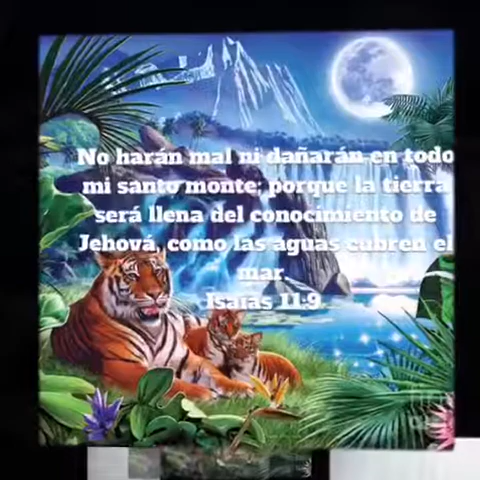 No harán mal ni dañarán en todo
mi santo monte; porque la tierra
será llena del conocimiento de
Jehová, como las aguas cubren el
mar.
Isaías 11:9